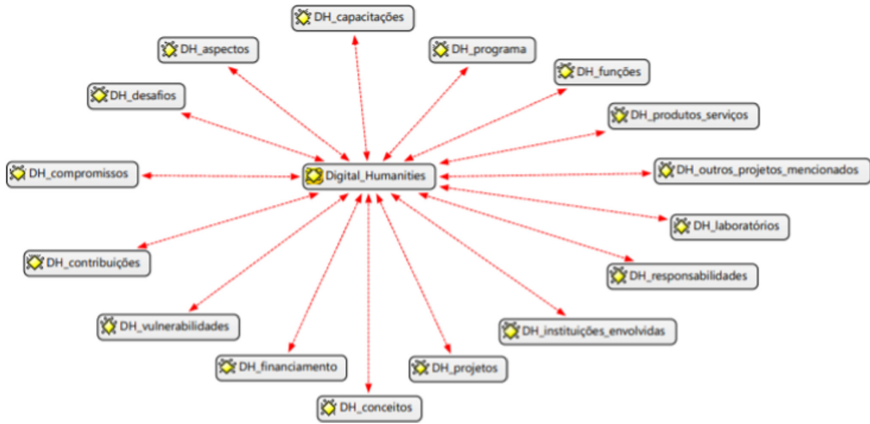 DH_capacitações
DH_aspectos
DH_programa
DH_funções
DH_desafios
DH_produtos_serviços
DH_compromissos
Digital_Humanities
DH_outros_projetos_mencionados
DH_laboratórios
DH_contribuições
DH_responsabilidades
DH_vulnerabilidades
DH_instituições_envolvidas
DH_financiamento
DH_projetos
DH_conceitos